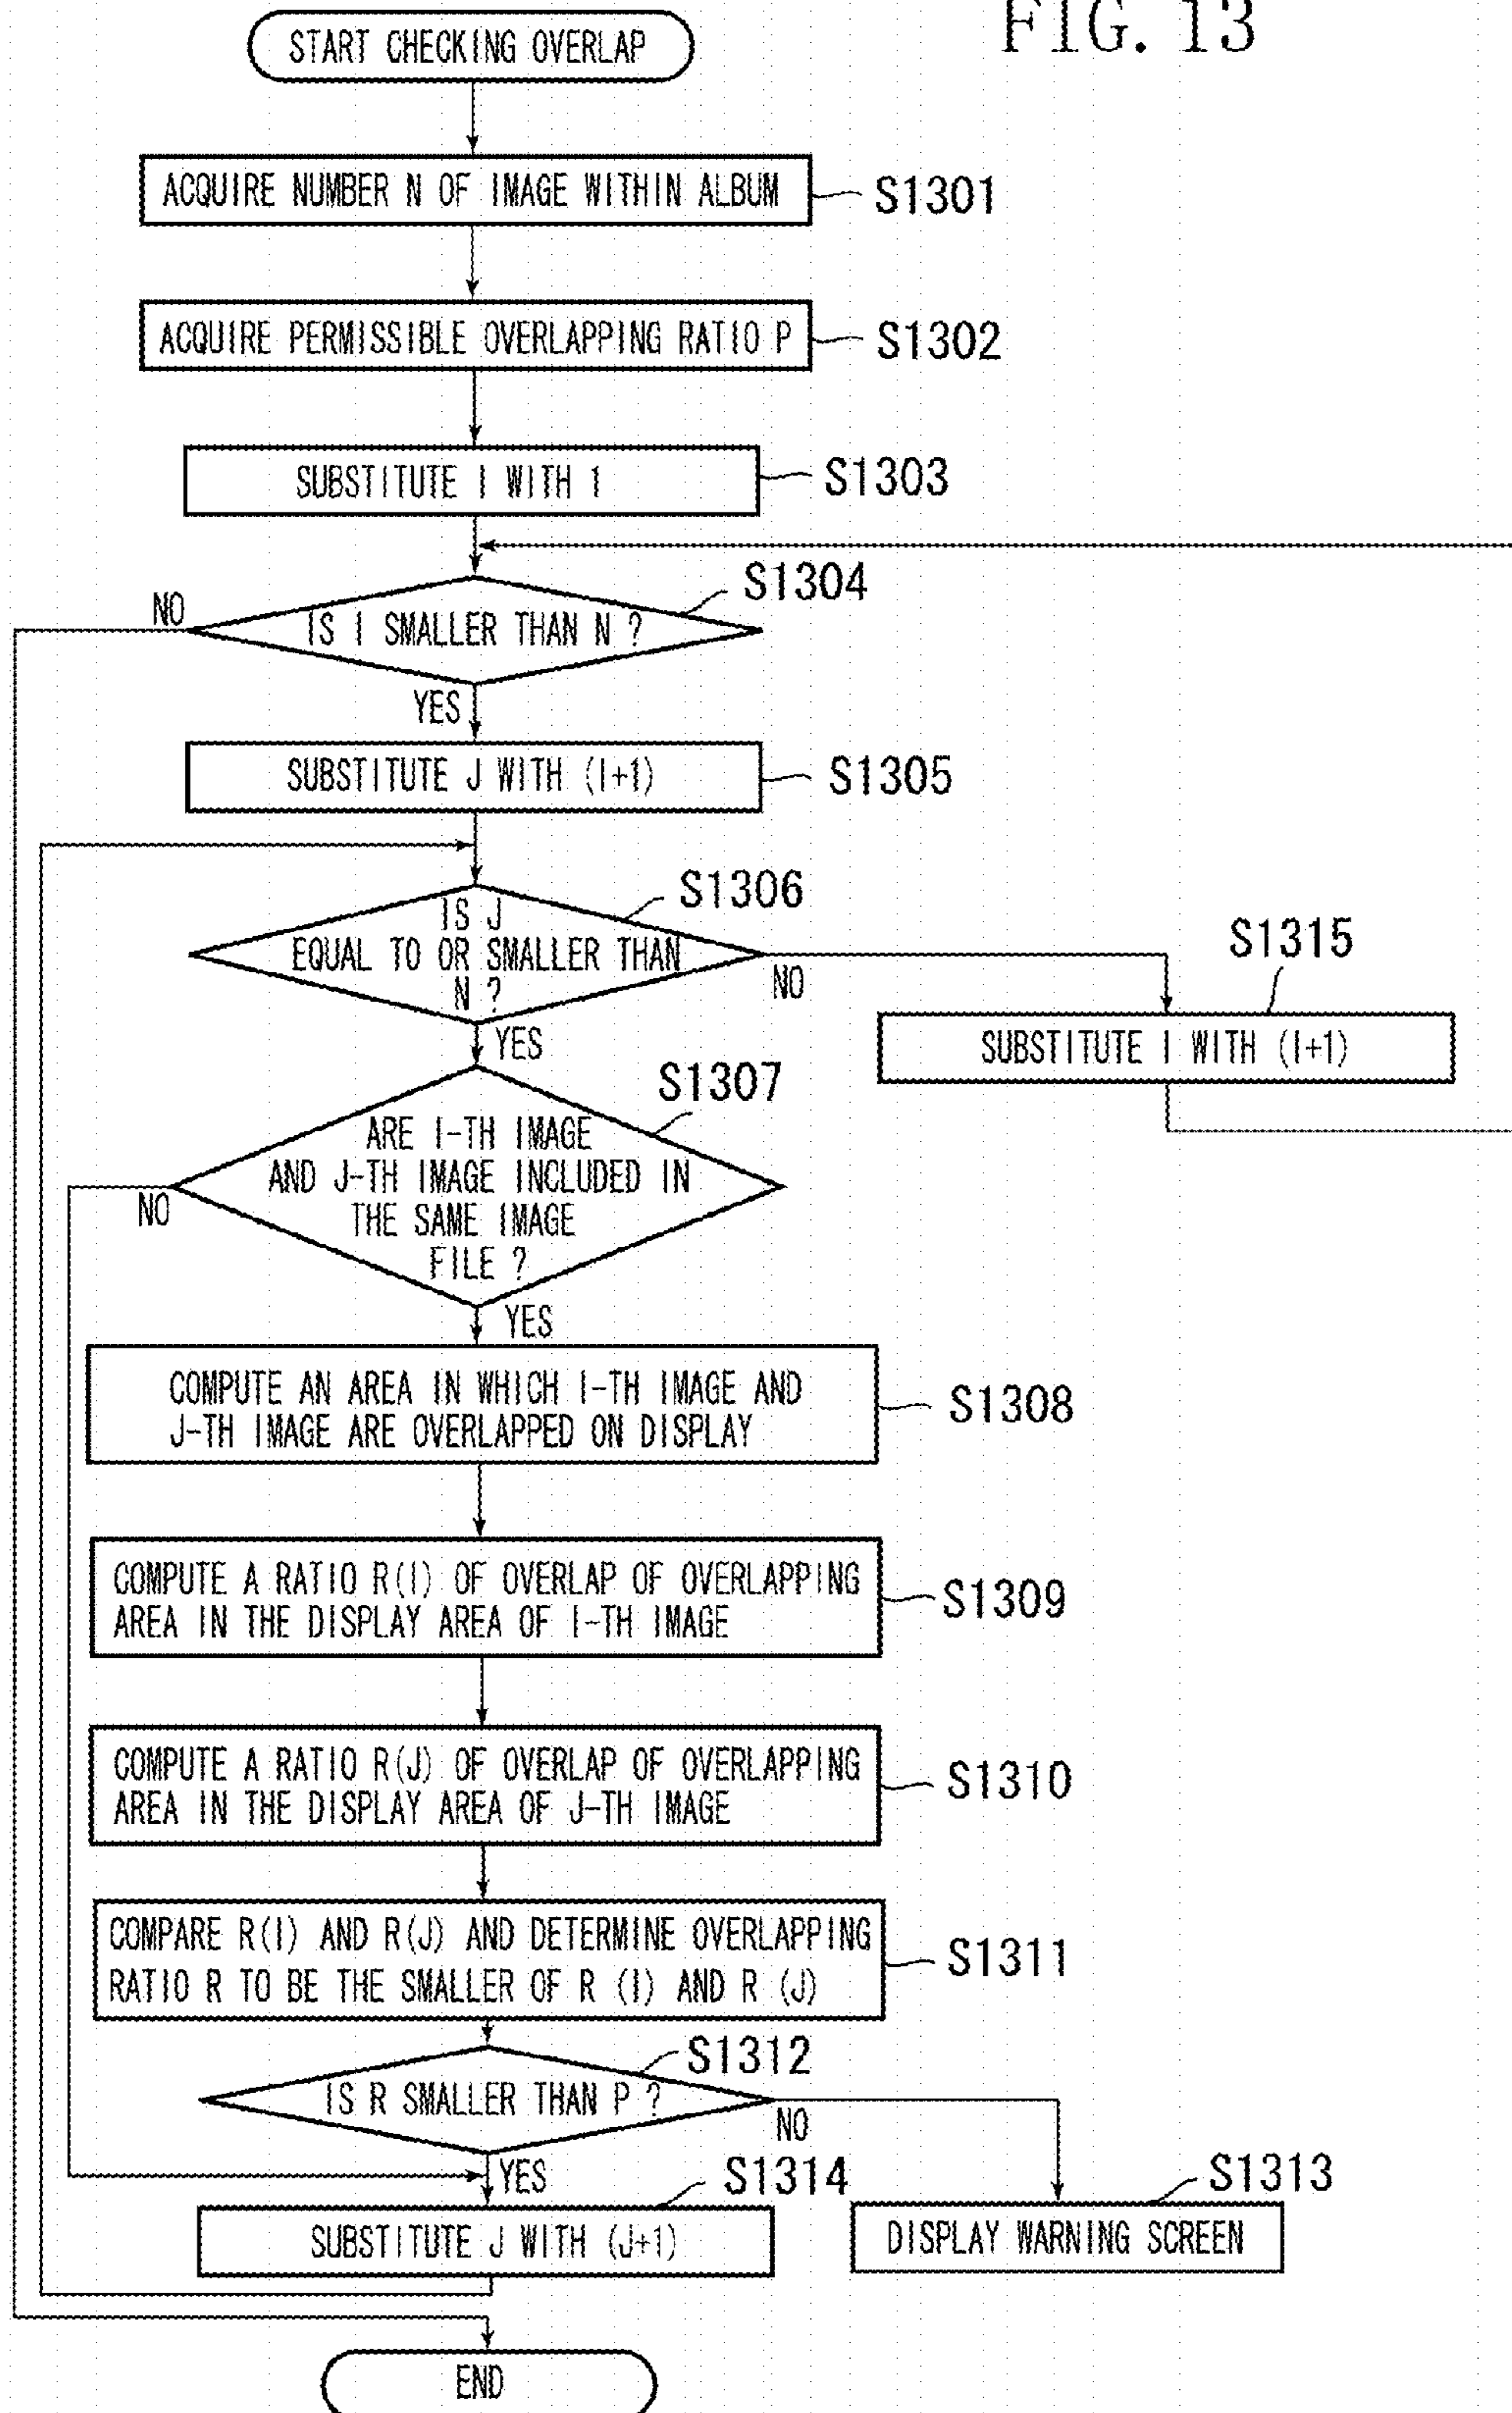 FIG. 13
START CHECKING OVERLAP
ACQUIRE NUMBER N OF IMAGE WITHIN ALBUM
S1301
ACQUIRE PERMISSIBLE OVERLAPPING RATIO P
S1302
SUBSTITUTE I WITH 1
S1303
S1304
NO
IS I SMALLER THAN N ?
YES
SUBSTITUTE J WITH (I+1)
S1305
S1306
IS J
EQUAL TO OR SMALLER THAN
N ?
NO
YES
S1315
SUBSTITUTE I WITH (I+1)
S1307
ARE I-TH IMAGE
AND J-TH IMAGE INCLUDED IN
THE SAME IMAGE
FILE ?
NO
YES
COMPUTE AN AREA IN WHICH I-TH IMAGE AND
J-TH IMAGE ARE OVERLAPPED ON DISPLAY
S1308
COMPUTE A RATIO R(I) OF OVERLAP OF OVERLAPPING
AREA IN THE DISPLAY AREA OF I-TH IMAGE
S1309
COMPUTE A RATIO R(J) OF OVERLAP OF OVERLAPPING
AREA IN THE DISPLAY AREA OF J-TH IMAGE
S1310
COMPARE R(I) AND R(J) AND DETERMINE OVERLAPPING
RATIO R TO BE THE SMALLER OF R (I) AND R (J)
S1311
S1312
IS R SMALLER THAN P ?
NO
YES
S1314
SUBSTITUTE J WITH (J+1)
S1313
DISPLAY WARNING SCREEN
END